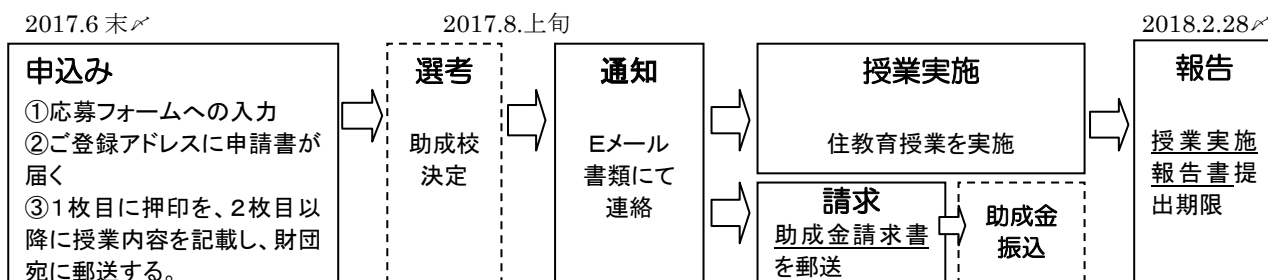 2017.6 末〆
2017.8.上旬
2018.2.28〆
申込み
①応募フォームへの入力
②ご登録アドレスに申請書が
届く
③1枚目に押印を、2枚目以
降に授業内容を記載し、財団
宛に郵送する。
選考
助成校
決定
通知
Eメール
書類にて
連絡
授業実施
住教育授業を実施
請求
助成金請求書
を郵送
助成金
振込
報告
授業実施
報告書提
出期限